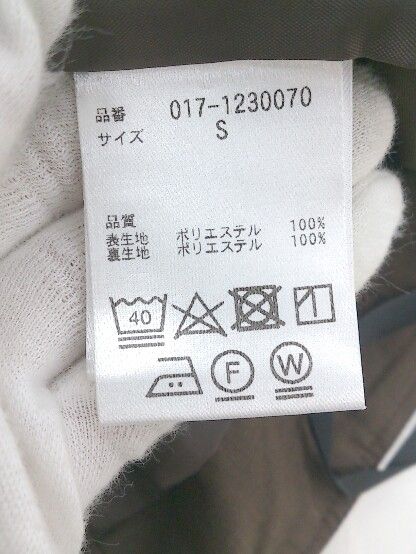 品番 017-1230070
サイズ S
品質
表生地 ポリエステル 100%
裏生地 ポリエステル 100%
40
F W